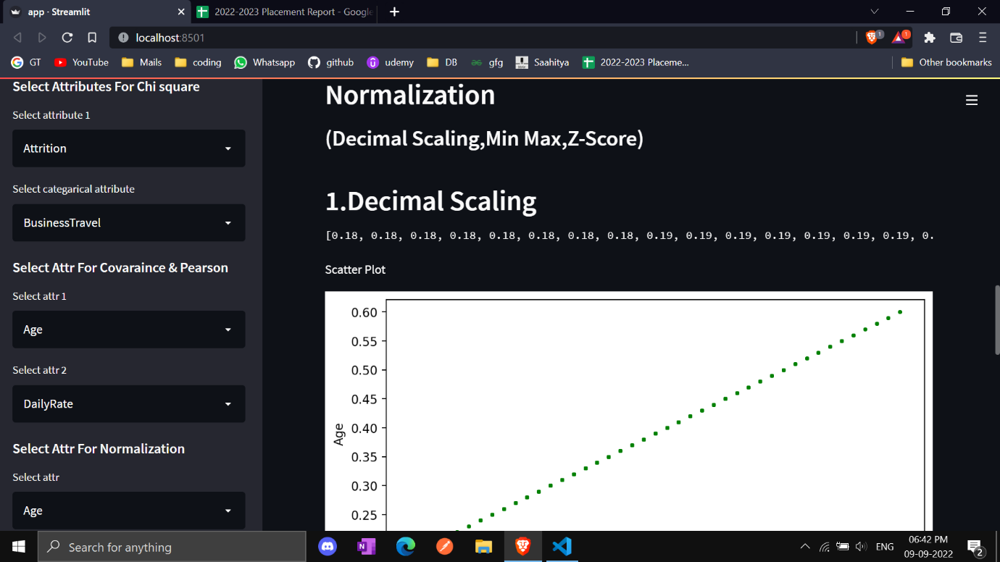 app - Streamlit
2022-2023 Placement Report - Google
localhost:8501
1
1
GT
YouTube
Mails
coding
Whatsapp
github
udemy
DB
gfg
Saahitya
2022-2023 Placeme...
Other bookmarks
Select Attributes For Chi square
Select attribute 1
Attrition
Select categarical attribute
BusinessTravel
Select Attr For Covaraince & Pearson
Select attr 1
Age
Select attr 2
DailyRate
Select Attr For Normalization
Select attr
Age
Normalization
(Decimal Scaling,Min Max,Z-Score)
1.Decimal Scaling
[0.18, 0.18, 0.18, 0.18, 0.18, 0.18, 0.18, 0.18, 0.19, 0.19, 0.19, 0.19, 0.19, 0.19, 0.19, 0.
Scatter Plot
0.60
0.55
0.50
0.45
0.40
0.35
0.30
0.25
Age
Search for anything
ENG
06:42 PM
09-09-2022
2